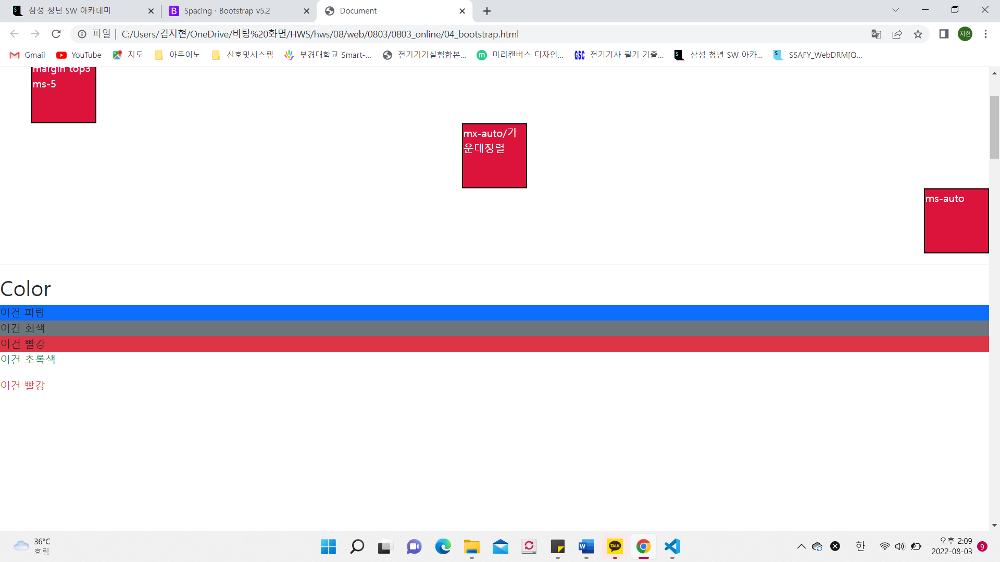 삼성 청년 SW 아카데미
Spacing · Bootstrap v5.2
Document
파일
C:/Users/김지현/OneDrive/바탕%20화면/HWS/hws/08/web/0803/0803_online/04_bootstrap.html
지현
Gmail
YouTube
지도
아두이노
신호및시스템
부경대학교 Smart-...
전기기기실험합본...
미리캔버스 디자인...
전기기사 필기 기출...
삼성 청년 SW 아카...
SSAFY_WebDRM[Q...
margin top3
ms-5
mx-auto/가
운데정렬
ms-auto
Color
이건 파랑
이건 회색
이건 빨강
이건 초록색
이건 빨강
36°C
흐림
TALK
한
오후 2:09
2022-08-03
9